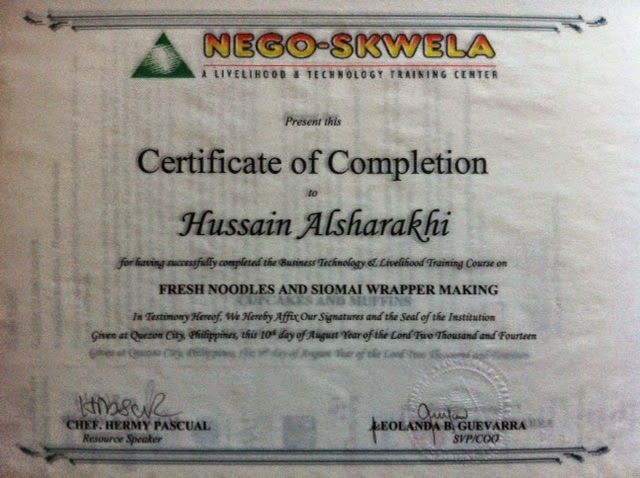 NEGO-SKWELA
A LIVELIHOOD & TECHNOLOGY TRAINING CENTER
Present this
Certificate of Completion
to
Hussain Alsharakhi
for having successfully completed the Business Technology & Livelihood Training Course on
FRESH NOODLES AND SIOMAI WRAPPER MAKING
CUPCAKES AND MUFFINS
In Testimony Hereof, We Hereby Affix Our Signatures and the Seal of the Institution
Given at Quezon City, Philippines, this 10th day of August Year of the Lord Two Thousand and Fourteen
CHEF. HERMY PASCUAL
Resource Speaker
LEOLANDA B. GUEVARRA
SVP/COO